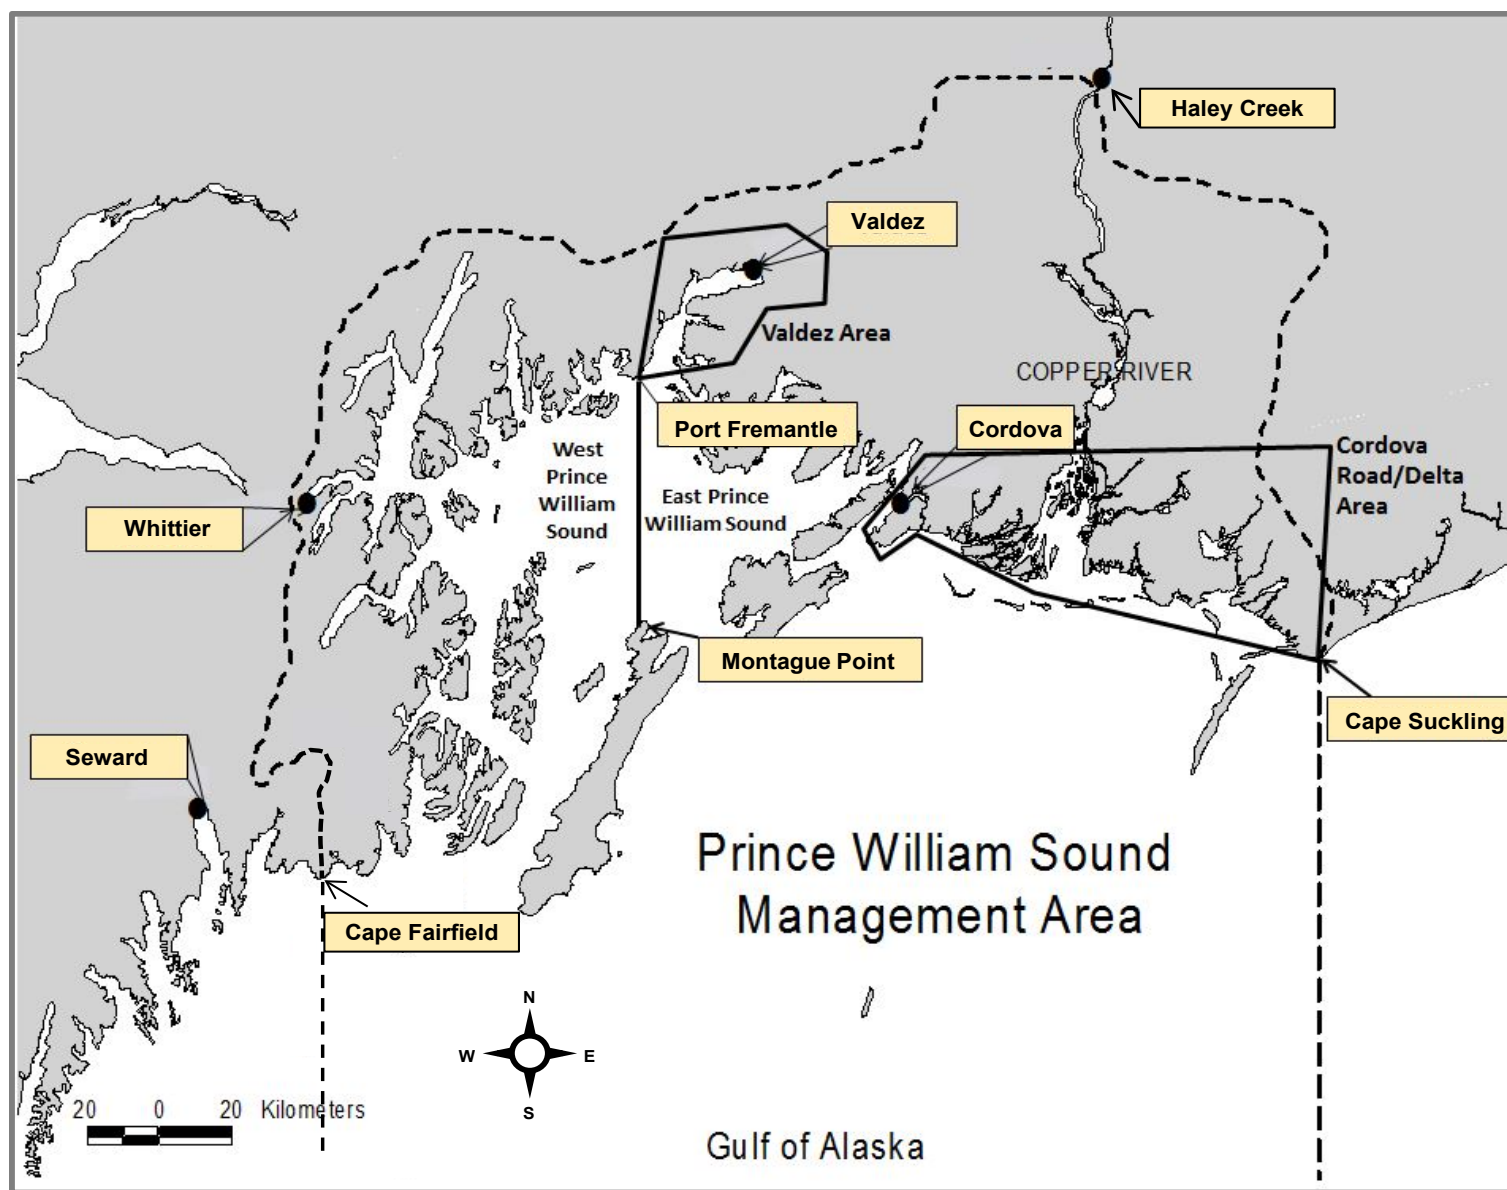 Haley Creek
Valdez
Valdez Area
COPPER RIVER
Port Fremantle
Cordova
West
Prince
William
Sound
East Prince
William Sound
Cordova
Road/Delta
Area
Whittier
Montague Point
Cape Suckling
Seward
Prince William Sound
Management Area
Cape Fairfield
N
W
E
S
20 0 20 Kilometers
Gulf of Alaska